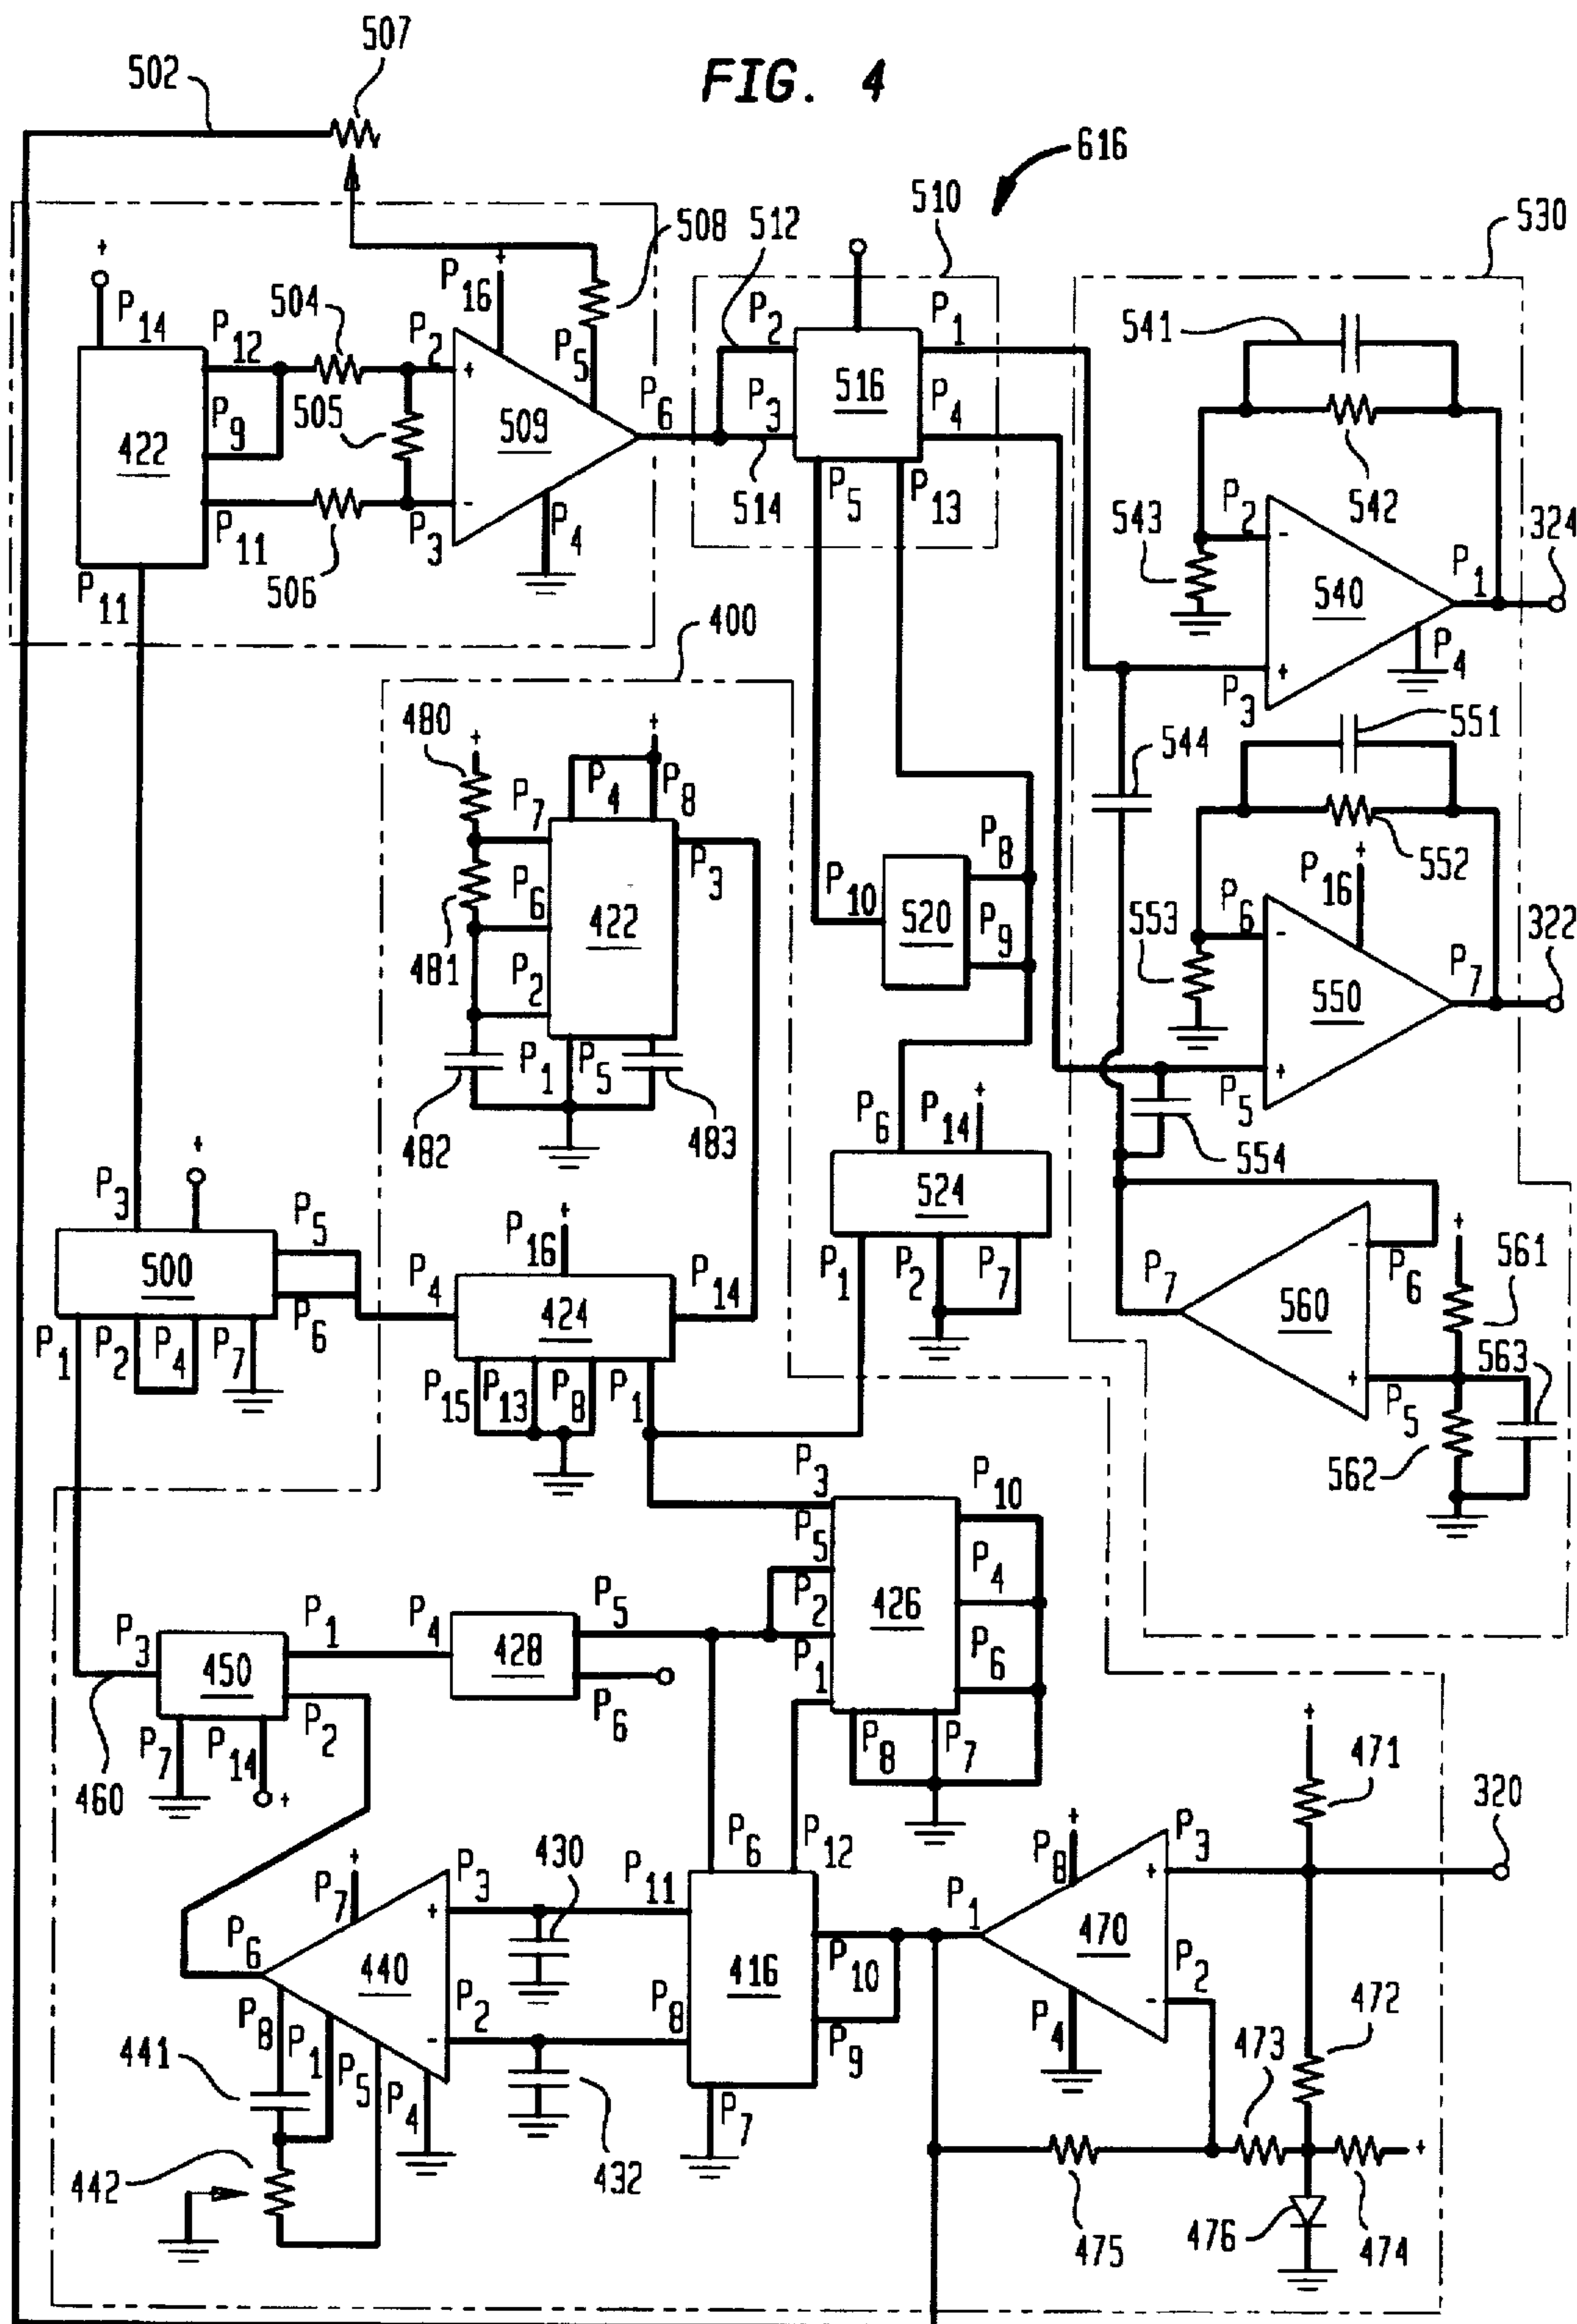 FIG. 4
507
502
616
510
530
512
508
+
+
P14
P12
504
P16
P2
P5
P6
P2
P3
516
P1
P4
541
542
422
P9
505
+
509
-
514
P5
P13
543
P2
-
540
P1
324
P11
506
P3
P4
P11
+
P3
P4
400
480
+
+
P4
P8
P7
P3
544
551
552
P6
481
422
P2
P10
520
P8
P9
553
P6
-
P16
+
550
P7
322
P1
P5
482
483
P5
+
554
P6
P14
+
524
P3
+
500
P5
P6
P4
P16
+
424
P14
P1
P2
P7
P7
560
-
P6
+
561
563
P1
P2
P4
P7
P15
P13
P8
P1
+
P5
562
P3
P10
P5
P4
P2
426
P6
P1
P8
P7
P3
450
P1
P4
428
P5
P6
P2
460
P7
P14
+
+
471
320
P6
P12
P8
+
P3
+
P7
+
P3
430
P11
P1
470
P6
440
+
416
P10
P2
-
P8
P1
P5
P4
P2
-
P8
P9
P4
472
473
441
442
432
P7
475
476
474
+